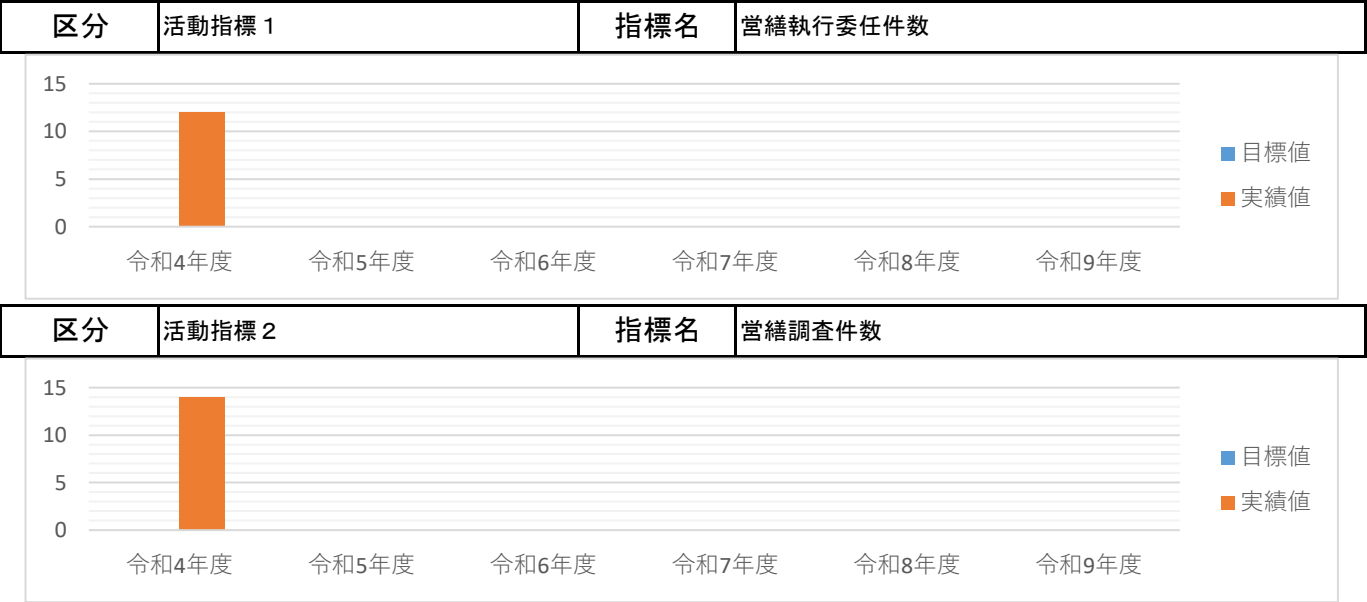 区分 活動指標１ 指標名 営繕執行委任件数
15
10
5
0
令和4年度 令和5年度 令和6年度 令和7年度 令和8年度 令和9年度
目標値
実績値
区分 活動指標２ 指標名 営繕調査件数
15
10
5
0
令和4年度 令和5年度 令和6年度 令和7年度 令和8年度 令和9年度
目標値
実績値